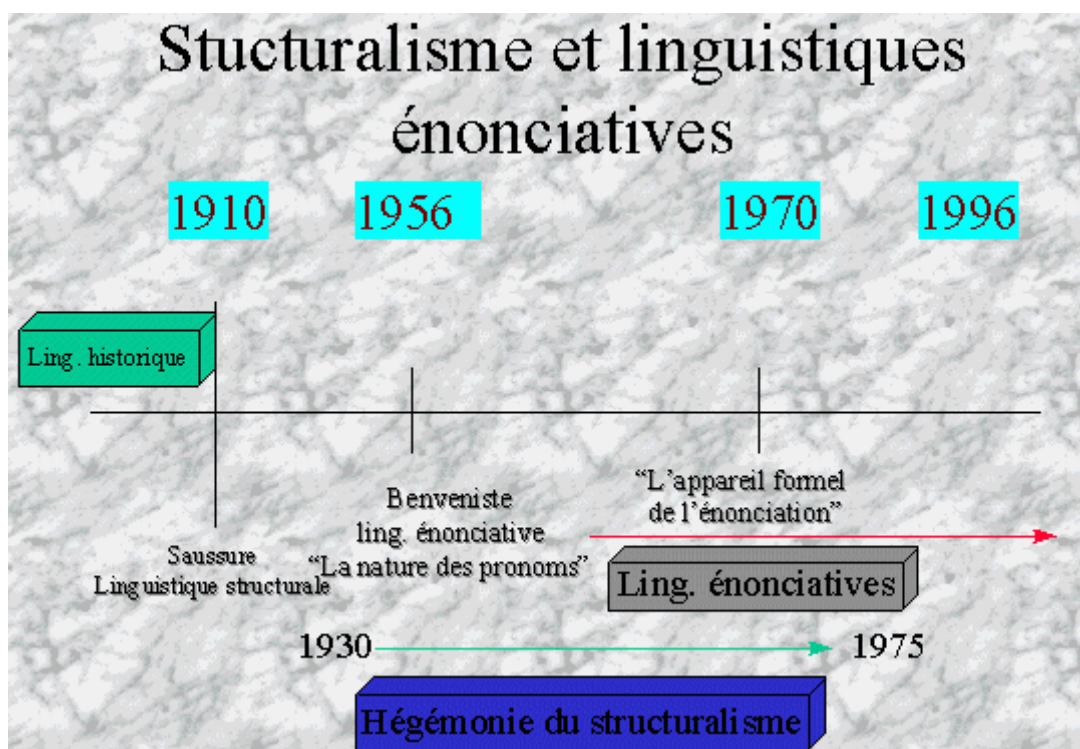 Stucturalisme et linguistiques
énonciatives
1910 1956 1970 1996
Ling. historique
Saussure
Linguistique structurale
Benveniste
ling. énonciative
“La nature des pronoms”
“L'appareil formel
de l'énonciation”
Ling. énonciatives
1930 1975
Hégémonie du structuralisme